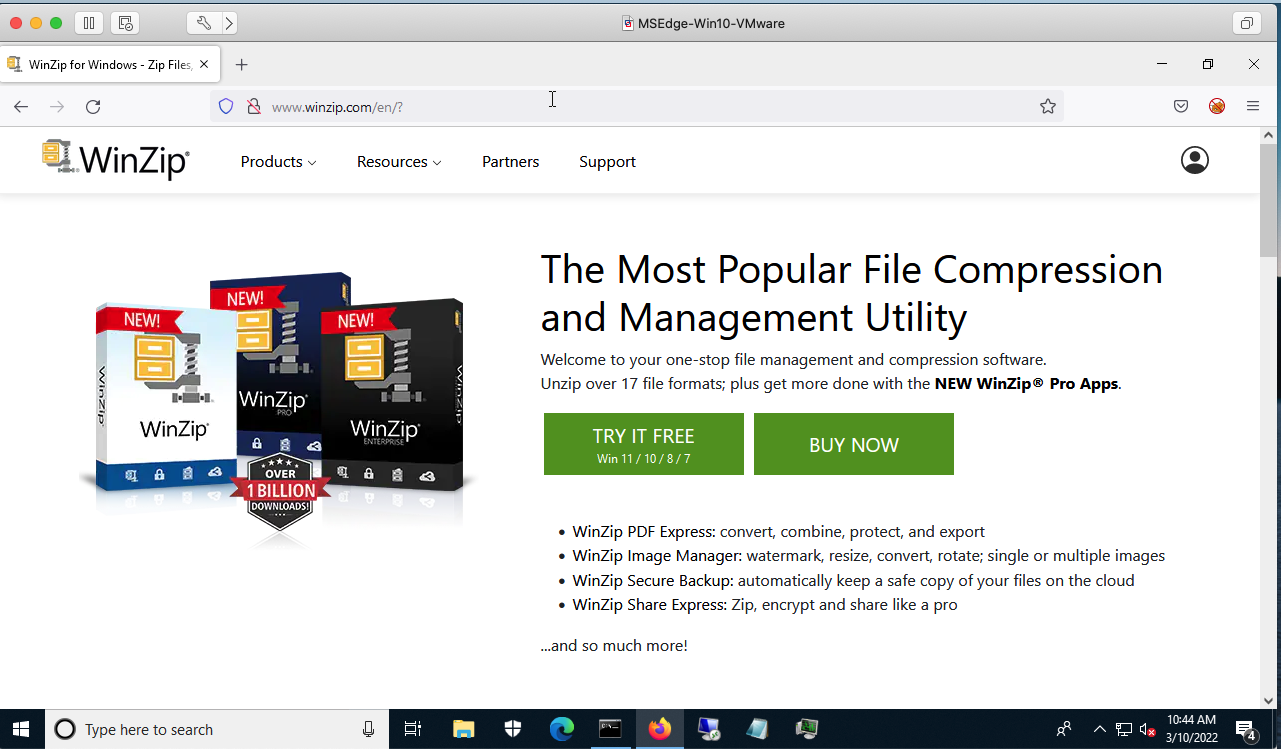 MSEdge-Win10-VMware
WinZip for Windows - Zip Files,
www.winzip.com/en/?
WinZip®
Products
Resources
Partners
Support
The Most Popular File Compression
and Management Utility
Welcome to your one-stop file management and compression software.
Unzip over 17 file formats; plus get more done with the NEW WinZip® Pro Apps.
TRY IT FREE
Win 11 / 10 / 8 / 7
BUY NOW
NEW!
WinZip
WinZip®
NEW!
WinZip®
PRO
NEW!
WinZip®
ENTERPRISE
WinZip
OVER
1 BILLION
DOWNLOADS!
• WinZip PDF Express: convert, combine, protect, and export
• WinZip Image Manager: watermark, resize, convert, rotate; single or multiple images
• WinZip Secure Backup: automatically keep a safe copy of your files on the cloud
• WinZip Share Express: Zip, encrypt and share like a pro
...and so much more!
Type here to search
10:44 AM
3/10/2022
4